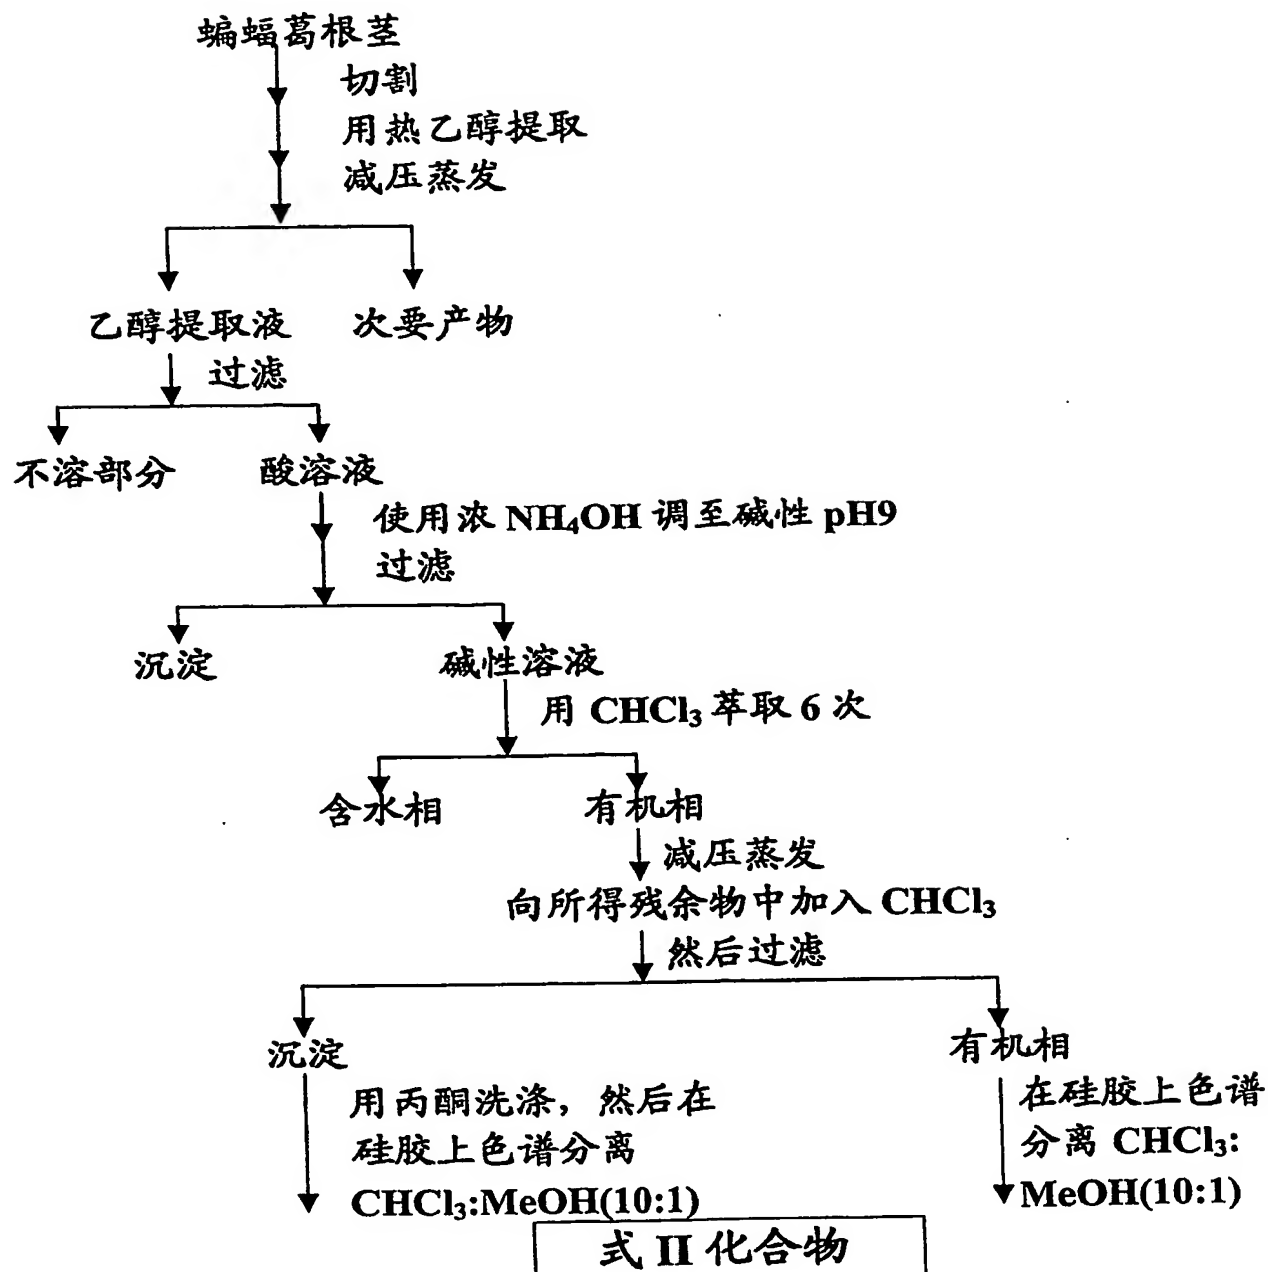 蝙蝠葛根茎
切割
用热乙醇提取
减压蒸发
乙醇提取液 次要产物
过滤
不溶部分 酸溶液
使用浓 NH₄OH 调至碱性 pH9
过滤
沉淀 碱性溶液
用 CHCl₃ 萃取 6 次
含水相 有机相
减压蒸发
向所得残余物中加入 CHCl₃
然后过滤
沉淀
用丙酮洗涤，然后在
硅胶上色谱分离
CHCl₃:MeOH(10:1)
有机相
在硅胶上色谱
分离 CHCl₃:
MeOH(10:1)
式 II 化合物